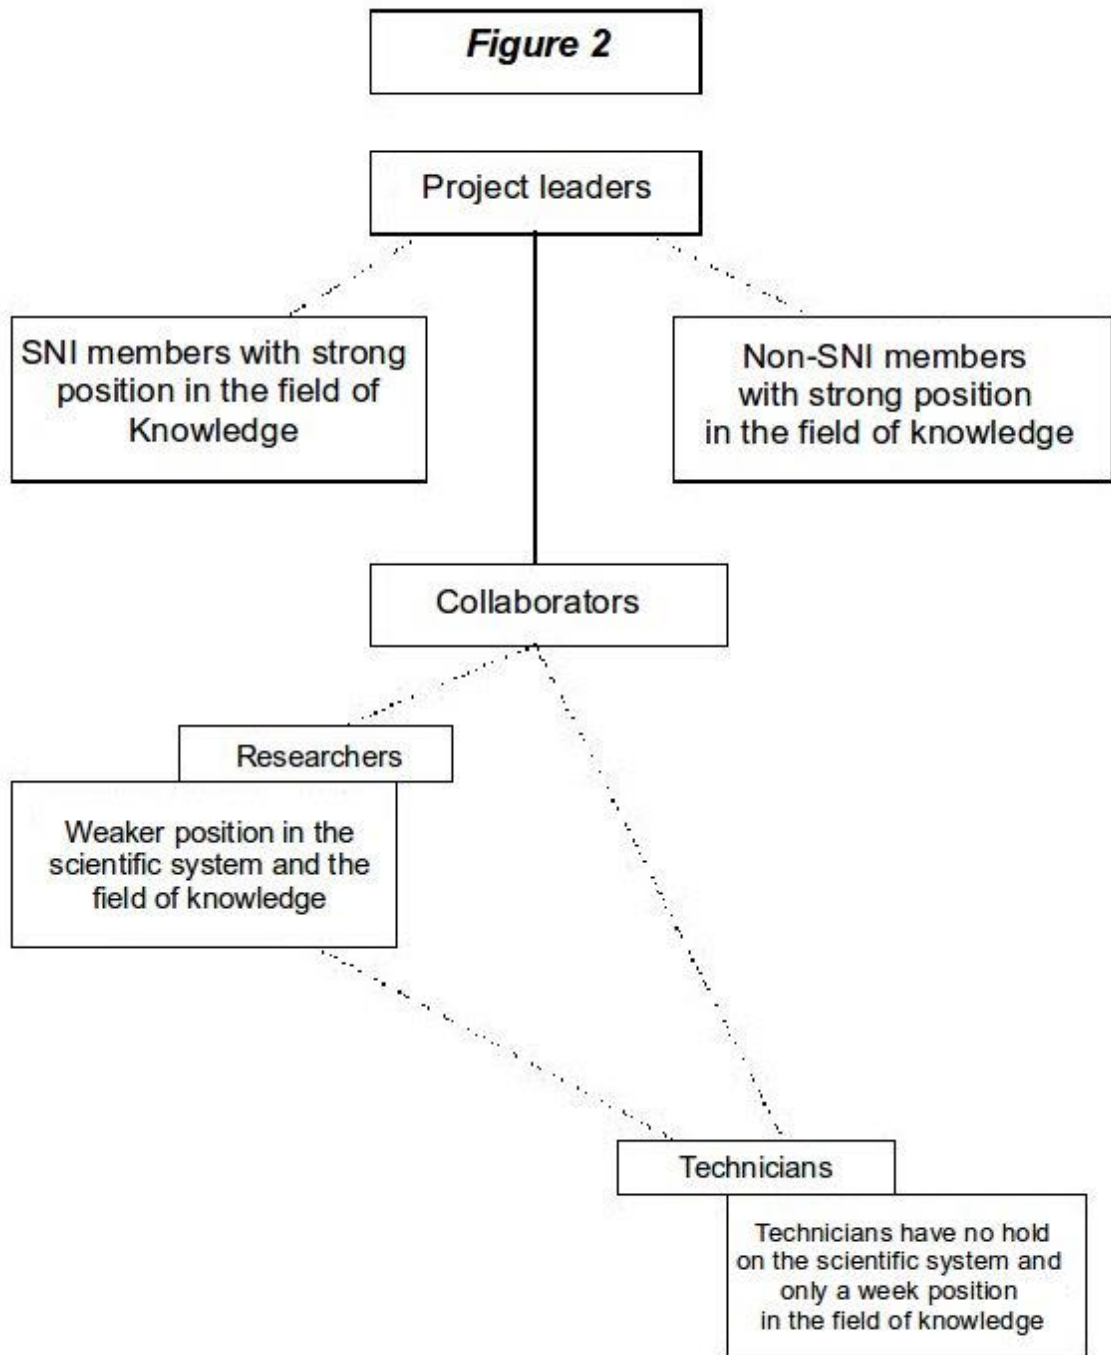 Figure 2
Project leaders
SNI members with strong
position in the field of
Knowledge
Non-SNI members
with strong position
in the field of knowledge
Collaborators
Researchers
Weaker position in the
scientific system and the
field of knowledge
Technicians
Technicians have no hold
on the scientific system and
only a week position
in the field of knowledge